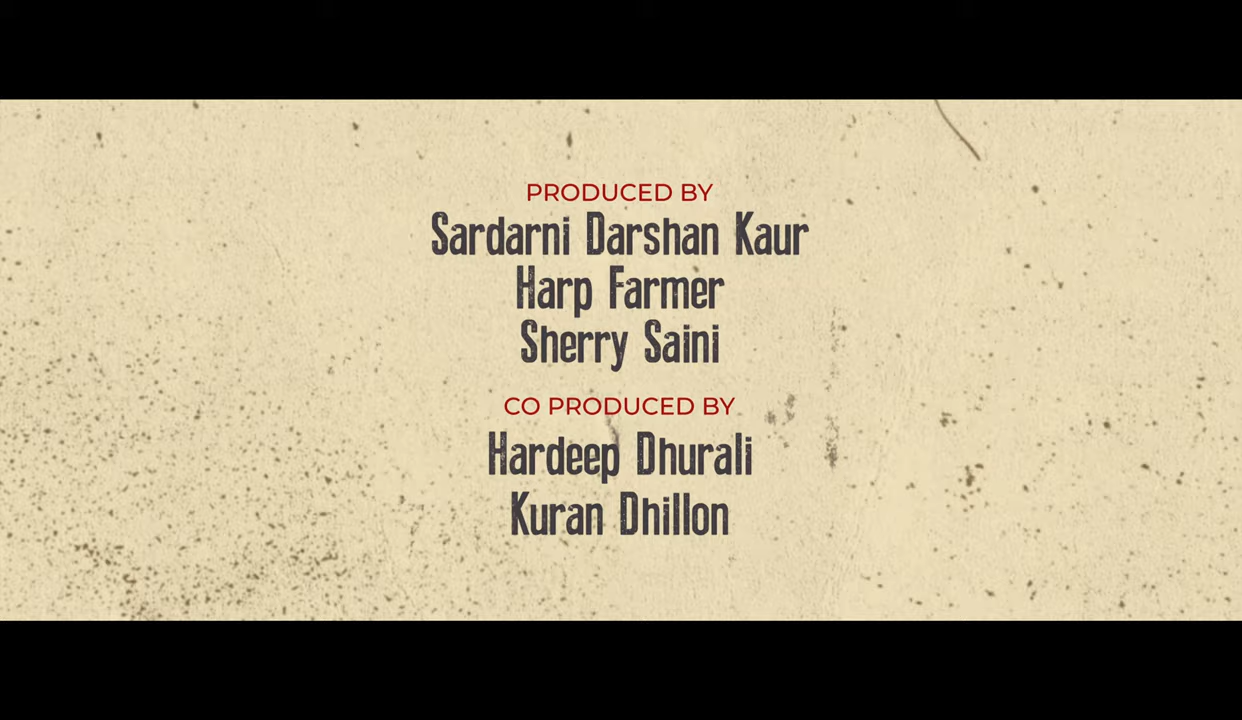 PRODUCED BY
Sardarni Darshan Kaur
Harp Farmer
Sherry Saini
CO PRODUCED BY
Hardeep Dhurali
Kuran Dhillon